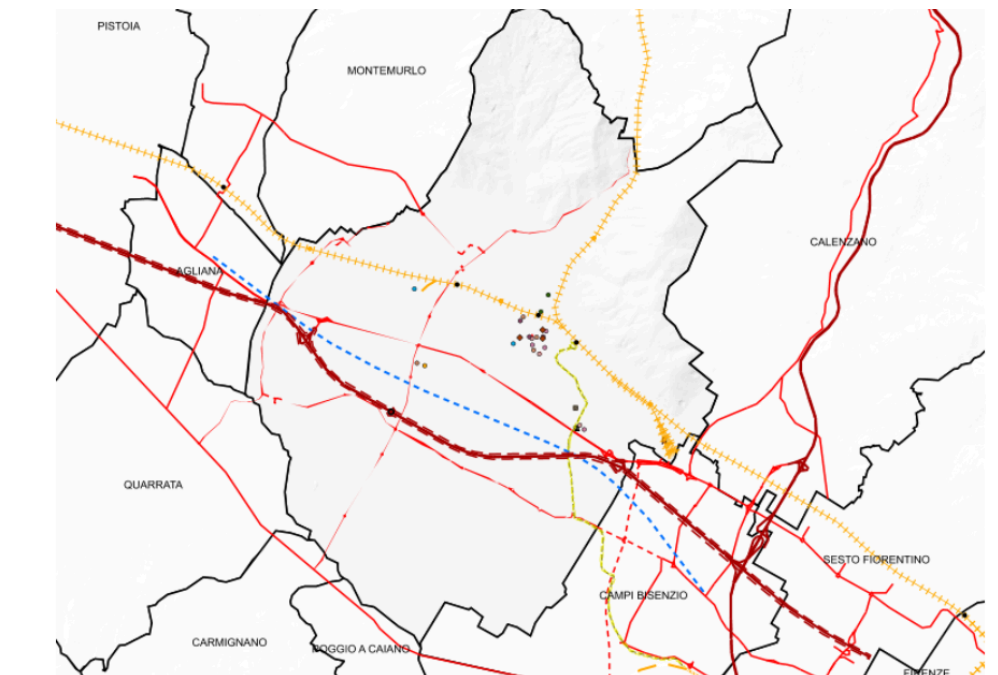 PISTOIA
MONTEMURLO
CALENZANO
AGLIANA
QUARRATA
SESTO FIORENTINO
CAMPI BISENZIO
CARMIGNANO
POGGIO A CAIANO
FIRENZE